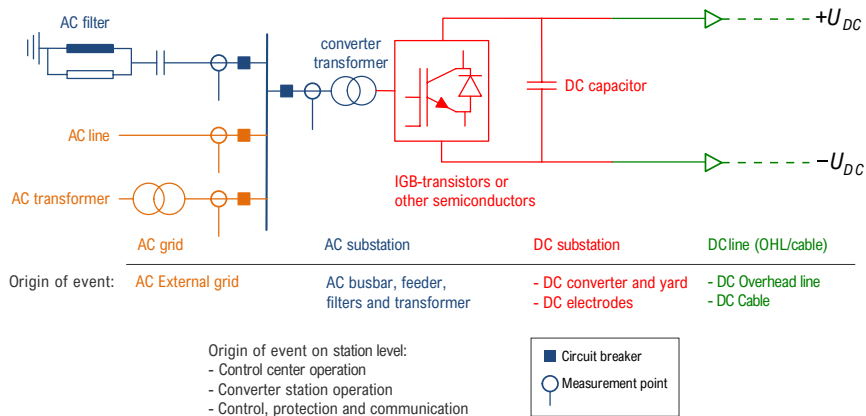 AC filter
+U_DC
converter
transformer
DC capacitor
AC line
IGB-transistors or
other semiconductors
−U_DC
AC transformer
AC grid
AC substation
DC substation
DC line (OHL/cable)
Origin of event:
AC External grid
AC busbar, feeder,
filters and transformer
- DC converter and yard
- DC electrodes
- DC Overhead line
- DC Cable
Origin of event on station level:
- Control center operation
- Converter station operation
- Control, protection and communication
Circuit breaker
Measurement point